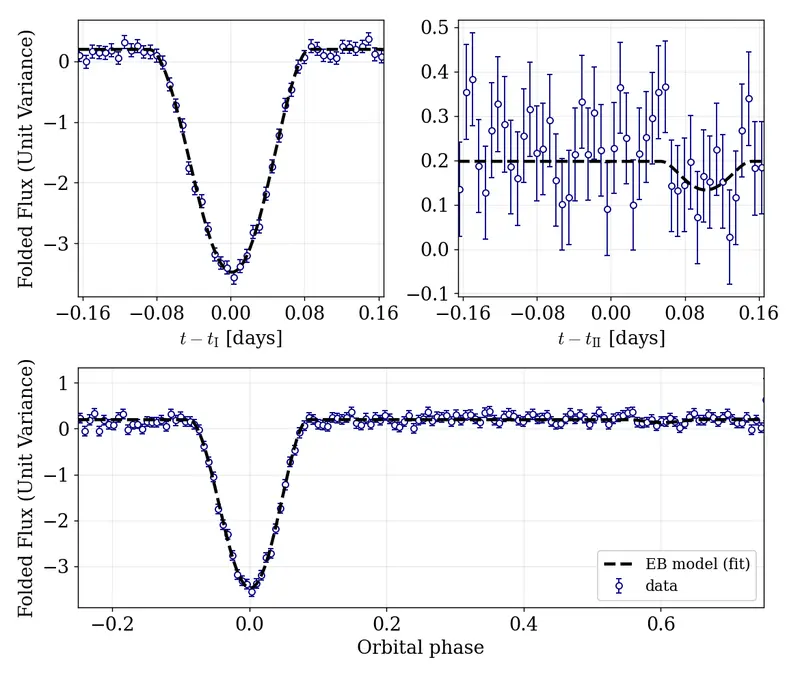 Folded Flux (Unit Variance)
0
−1
−2
−3
−0.16 −0.08 0.00 0.08 0.16
t − t_I [days]
0.5
0.4
0.3
0.2
0.1
0.0
−0.1
−0.16 −0.08 0.00 0.08 0.16
t − t_II [days]
Folded Flux (Unit Variance)
1
0
−1
−2
−3
EB model (fit)
data
−0.2 0.0 0.2 0.4 0.6
Orbital phase